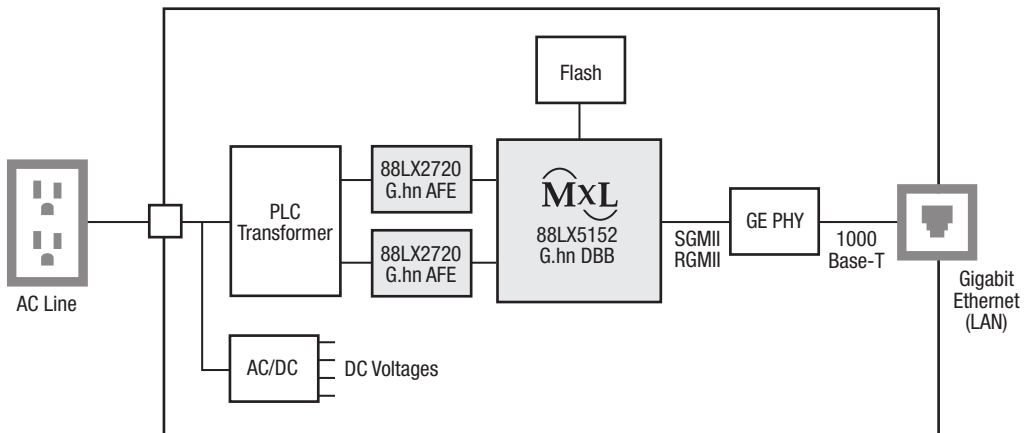 Flash
88LX2720
G.hn AFE
MxL
PLC
Transformer
88LX5152
G.hn DBB
GE PHY
SGMII
RGMII
1000
Base-T
88LX2720
G.hn AFE
AC Line
Gigabit
Ethernet
(LAN)
AC/DC
DC Voltages